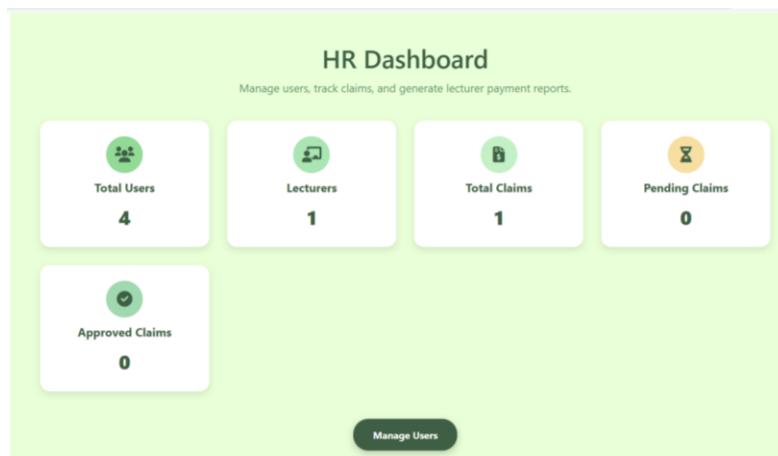 HR Dashboard
Manage users, track claims, and generate lecturer payment reports.
Total Users
4
Lecturers
1
Total Claims
1
Pending Claims
0
Approved Claims
0
Manage Users